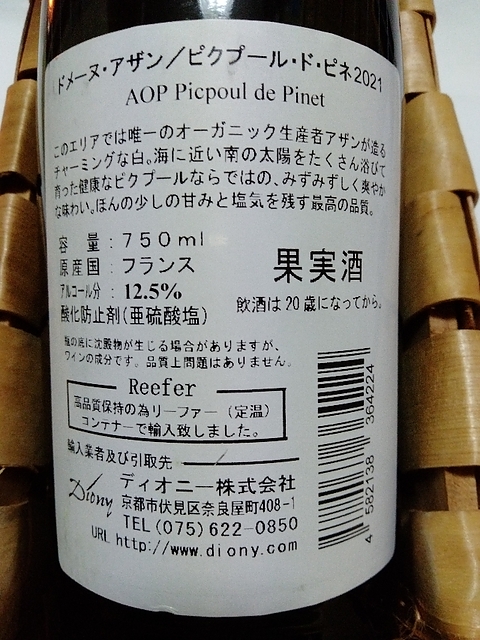 ドメーヌ・アザン／ピクプール・ド・ピネ2021
AOP Picpoul de Pinet
このエリアでは唯一のオーガニック生産者アザンが造る
チャーミングな白。海に近い南の太陽をたくさん浴びて
育った健康なピクプールならではの、みずみずしく爽やか
な味わい。ほんの少しの甘みと塩気を残す最高の品質。
容 量：750ml
原産国：フランス
アルコール分：12.5%
酸化防止剤(亜硫酸塩)
果実酒
飲酒は20歳になってから。
瓶の底に沈殿物が生じる場合がありますが、
ワインの成分です。品質上問題はありません。
Reefer
高品質保持の為リーファー（定温）
コンテナーで輸入致しました。
輸入業者及び引取先
Diony
ディオニー株式会社
京都市伏見区奈良屋町408-1
TEL(075)622-0850
URL http://www.diony.com
4 582138 364224